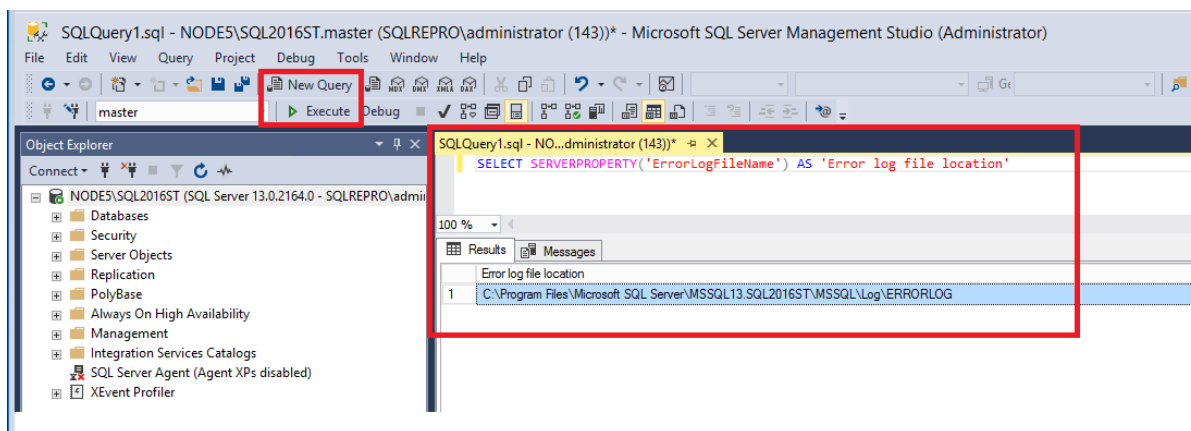 SQLQuery1.sql - NODE5\SQL2016ST.master (SQLREPRO\administrator (143))* - Microsoft SQL Server Management Studio (Administrator)
File Edit View Query Project Debug Tools Window Help
New Query MDX DMX XMLA DAX
master Execute Debug
Object Explorer
Connect
NODE5\SQL2016ST (SQL Server 13.0.2164.0 - SQLREPRO\admi
Databases
Security
Server Objects
Replication
PolyBase
Always On High Availability
Management
Integration Services Catalogs
SQL Server Agent (Agent XPs disabled)
XEvent Profiler
SQLQuery1.sql - NO...dministrator (143))*
SELECT SERVERPROPERTY('ErrorLogFileName') AS 'Error log file location'
100 %
Results Messages
Error log file location
1 C:\Program Files\Microsoft SQL Server\MSSQL13.SQL2016ST\MSSQL\Log\ERRORLOG